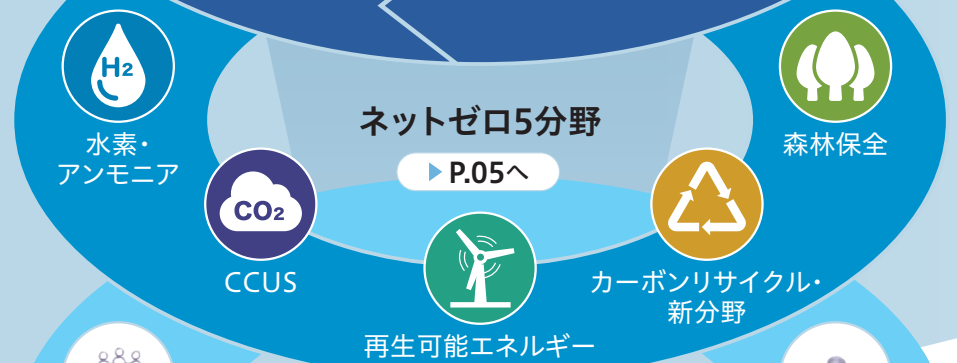 H2
水素・
アンモニア
ネットゼロ5分野
P.05へ
森林保全
CO2
CCUS
再生可能エネルギー
カーボンリサイクル・
新分野